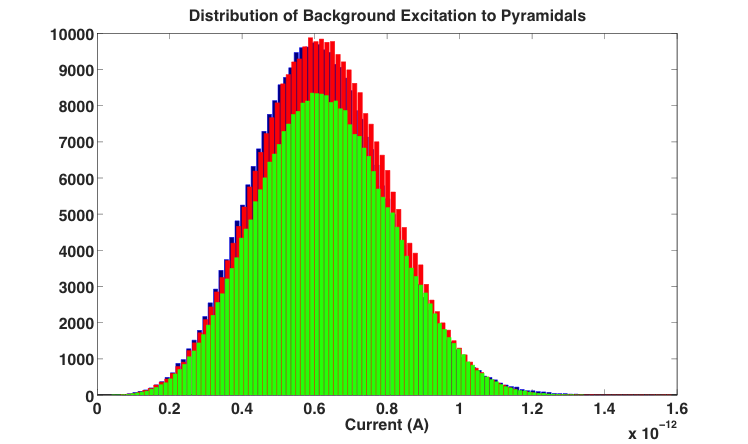 Distribution of Background Excitation to Pyramidals
10000
9000
8000
7000
6000
5000
4000
3000
2000
1000
0
0 0.2 0.4 0.6 0.8 1 1.2 1.4 1.6
Current (A)
x 10⁻¹²